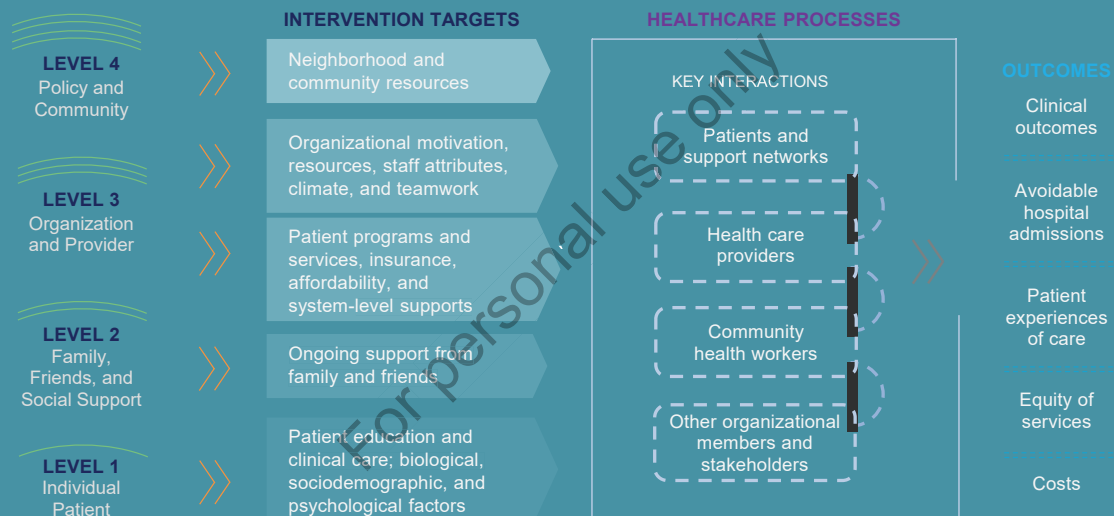 INTERVENTION TARGETS
HEALTHCARE PROCESSES
OUTCOMES
LEVEL 4
Policy and
Community
Neighborhood and
community resources
LEVEL 3
Organization
and Provider
Organizational motivation,
resources, staff attributes,
climate, and teamwork
Patient programs and
services, insurance,
affordability, and
system-level supports
LEVEL 2
Family,
Friends, and
Social Support
Ongoing support from
family and friends
LEVEL 1
Individual
Patient
Patient education and
clinical care; biological,
sociodemographic, and
psychological factors
KEY INTERACTIONS
Patients and
support networks
Health care
providers
Community
health workers
Other organizational
members and
stakeholders
Clinical
outcomes
Avoidable
hospital
admissions
Patient
experiences
of care
Equity of
services
Costs
For personal use only